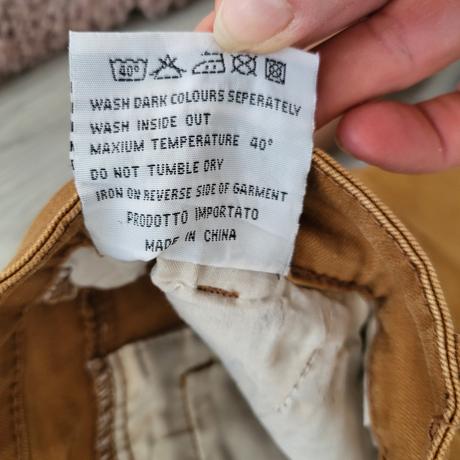 40°
WASH DARK COLOURS SEPERATELY
WASH INSIDE OUT
MAXIUM TEMPERATURE 40°
DO NOT TUMBLE DRY
IRON ON REVERSE SIDE OF GARMENT
PRODOTTO IMPORTATO
MADE IN CHINA